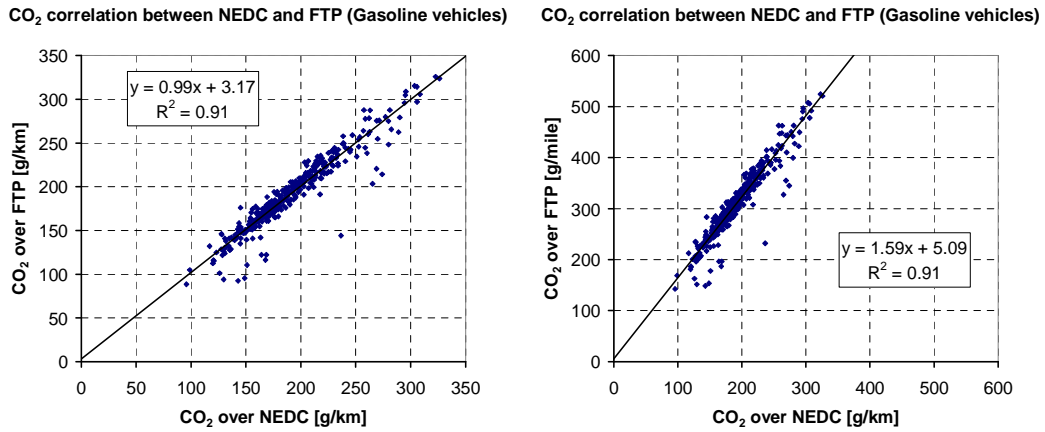 CO2 correlation between NEDC and FTP (Gasoline vehicles)
350
300
250
200
150
100
50
0
0 50 100 150 200 250 300 350
CO2 over FTP [g/km]
CO2 over NEDC [g/km]
y = 0.99x + 3.17
R2 = 0.91
CO2 correlation between NEDC and FTP (Gasoline vehicles)
600
500
400
300
200
100
0
0 100 200 300 400 500 600
CO2 over FTP [g/mile]
CO2 over NEDC [g/km]
y = 1.59x + 5.09
R2 = 0.91